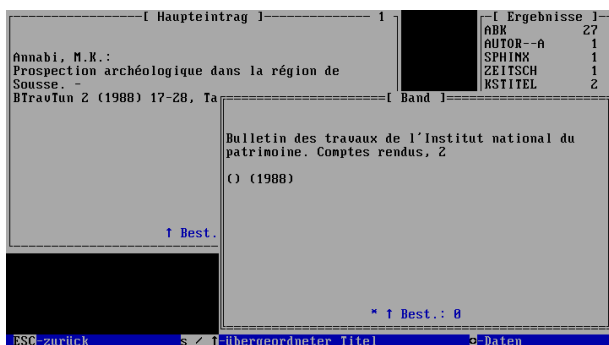 [ Haupteintrag ] 1
Annabi, M.K.:
Prospection archéologique dans la région de
Sousse. -
BTravTun 2 (1988) 17-28, Ta
↑ Best.
[ Ergebnisse ]
ABK 27
AUTOR--A 1
SPHINX 1
ZEITSCH 1
KSTITEL 2
[ Band ]
Bulletin des travaux de l'Institut national du
patrimoine. Comptes rendus, 2
() (1988)
* ↑ Best.: 0
ESC-zurück s / ↑-übergeordneter Titel ◘-Daten